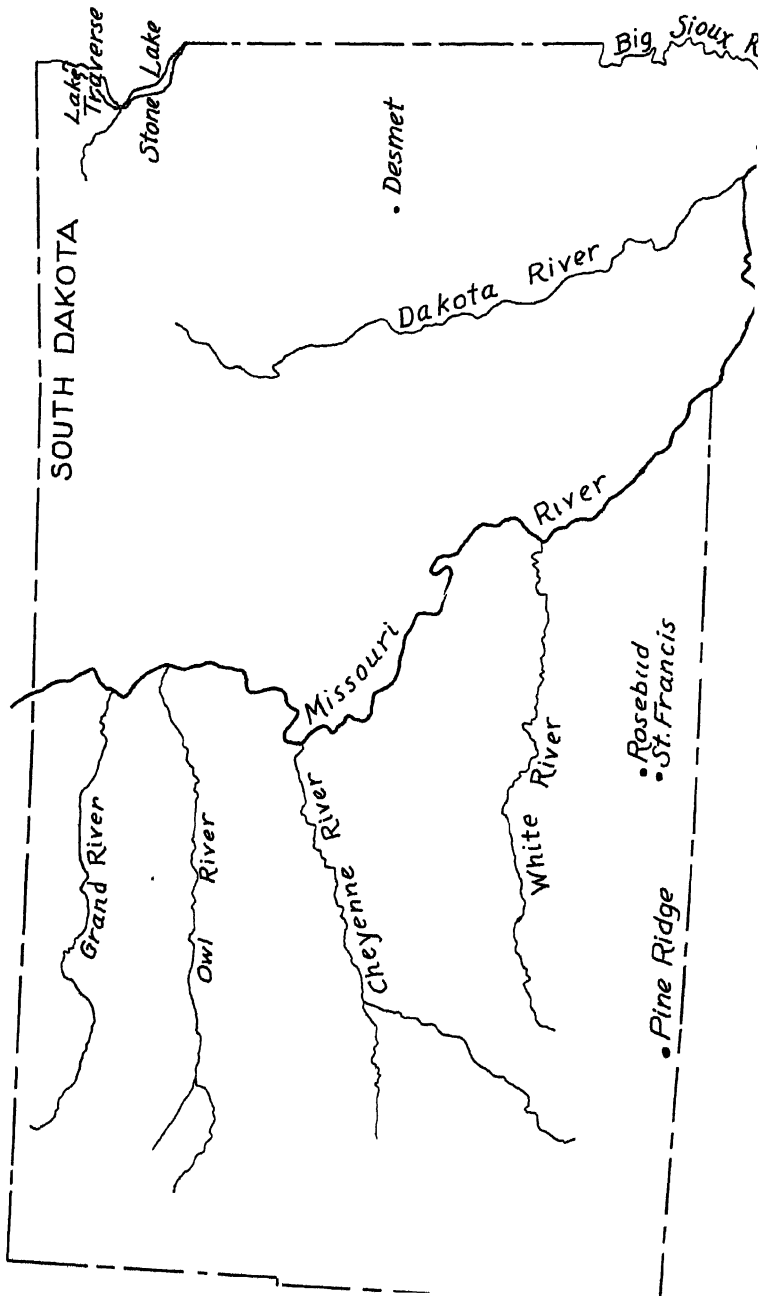 SOUTH DAKOTA
Lake
Traverse
Stone Lake
Big Sioux R
Desmet
Dakota River
Missouri River
Grand River
Owl River
Cheyenne River
White River
Rosebud
St. Francis
Pine Ridge